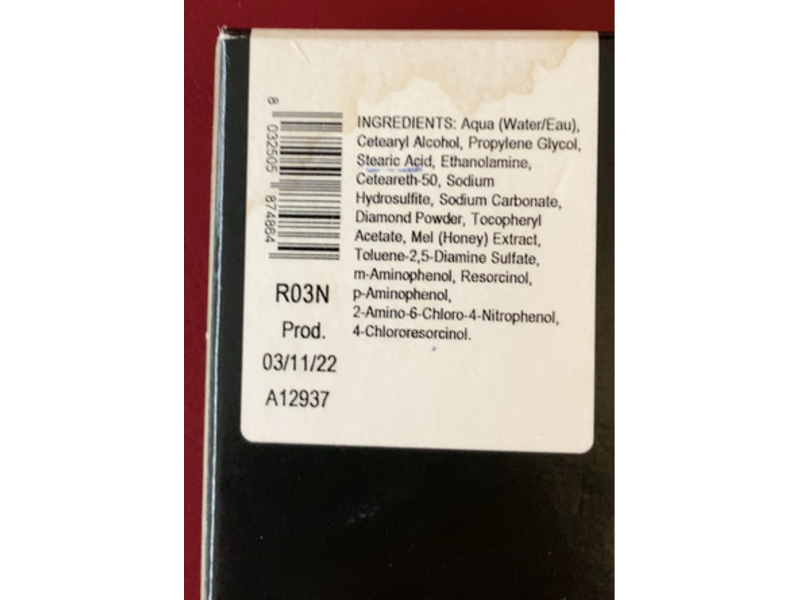 INGREDIENTS: Aqua (Water/Eau),
Cetearyl Alcohol, Propylene Glycol,
Stearic Acid, Ethanolamine,
Ceteareth-50, Sodium
Hydrosulfite, Sodium Carbonate,
Diamond Powder, Tocopheryl
Acetate, Mel (Honey) Extract,
Toluene-2,5-Diamine Sulfate,
m-Aminophenol, Resorcinol,
p-Aminophenol,
2-Amino-6-Chloro-4-Nitrophenol,
4-Chlororesorcinol.
8 032505 874864
R03N
Prod.
03/11/22
A12937